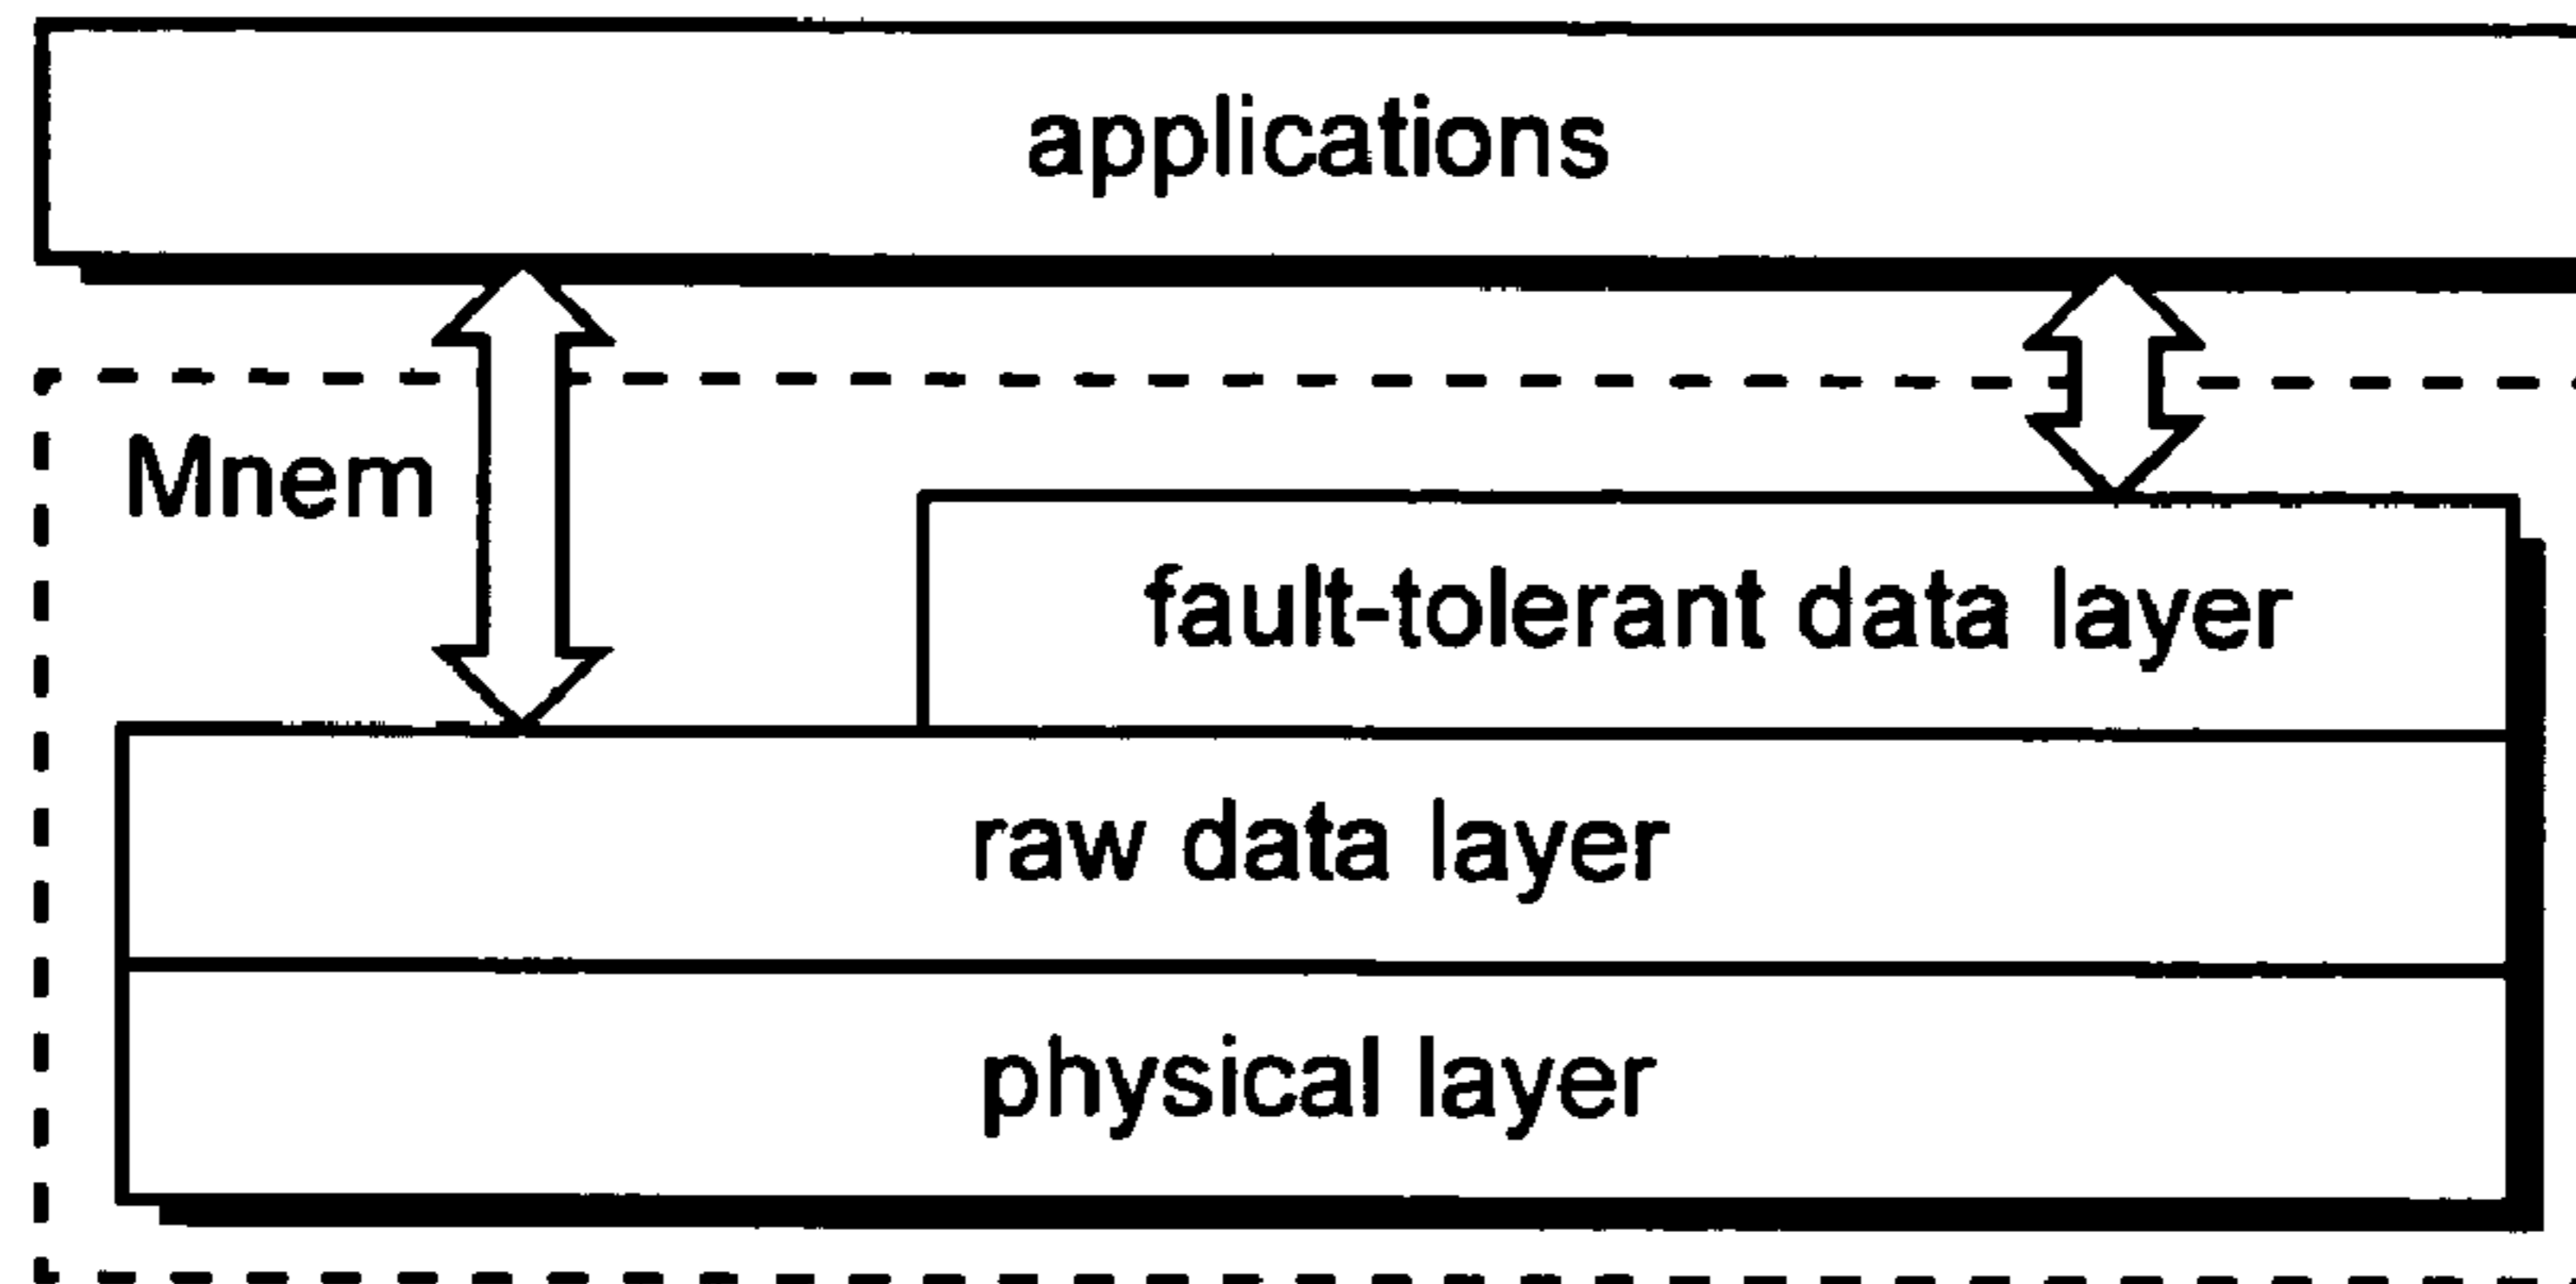 applications
Mnem
fault-tolerant data layer
raw data layer
physical layer